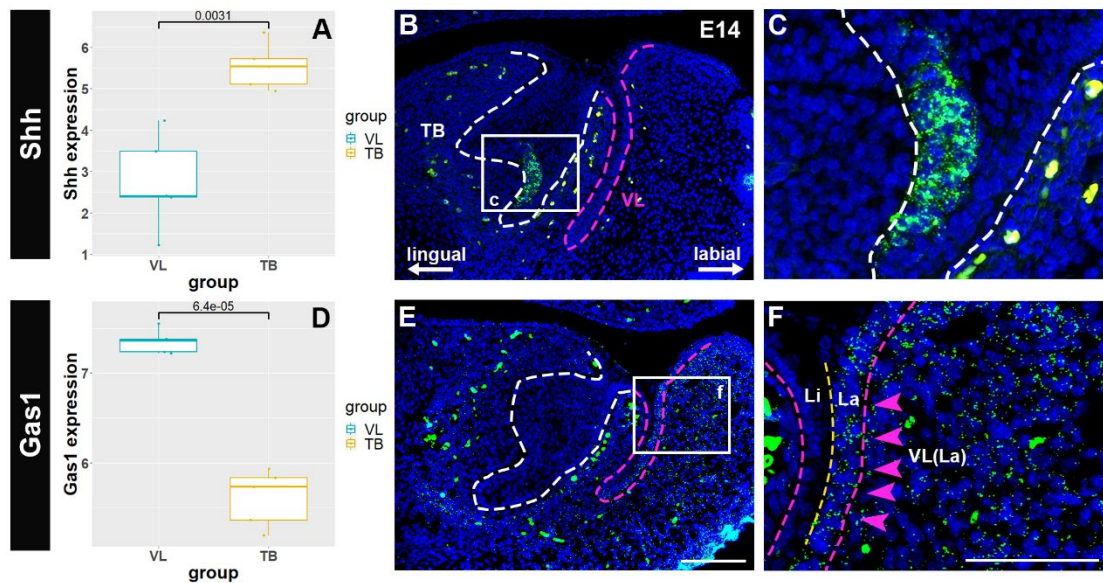 Shh
Shh expression
6
5
4
3
2
1
0.0031
A
VL
TB
group
group
VL
TB
B
E14
TB
c
VL
lingual
labial
C
Gas1
Gas1 expression
7
6
6.4e-05
D
VL
TB
group
group
VL
TB
E
f
F
Li
La
VL(La)